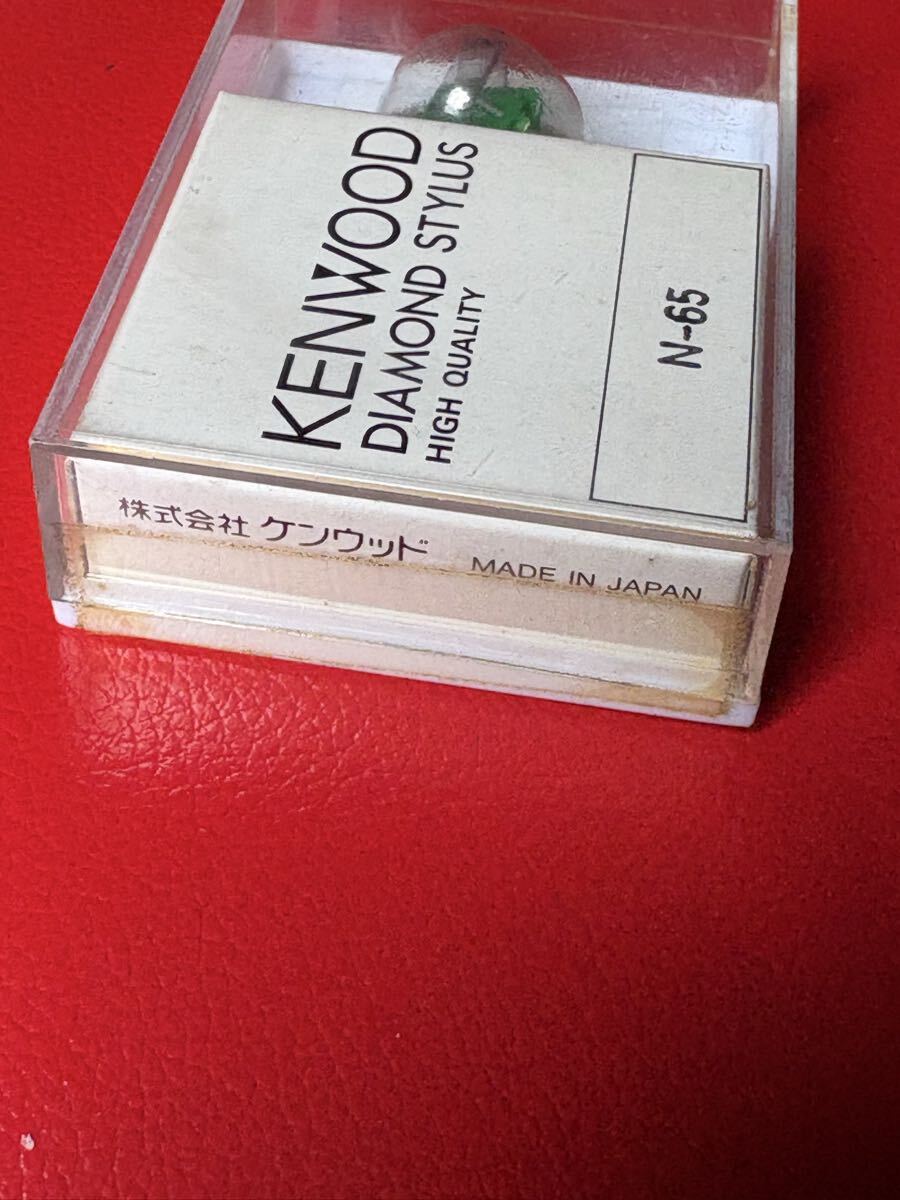 KENWOOD
DIAMOND STYLUS
HIGH QUALITY
N-65
株式会社 ケンウッド MADE IN JAPAN